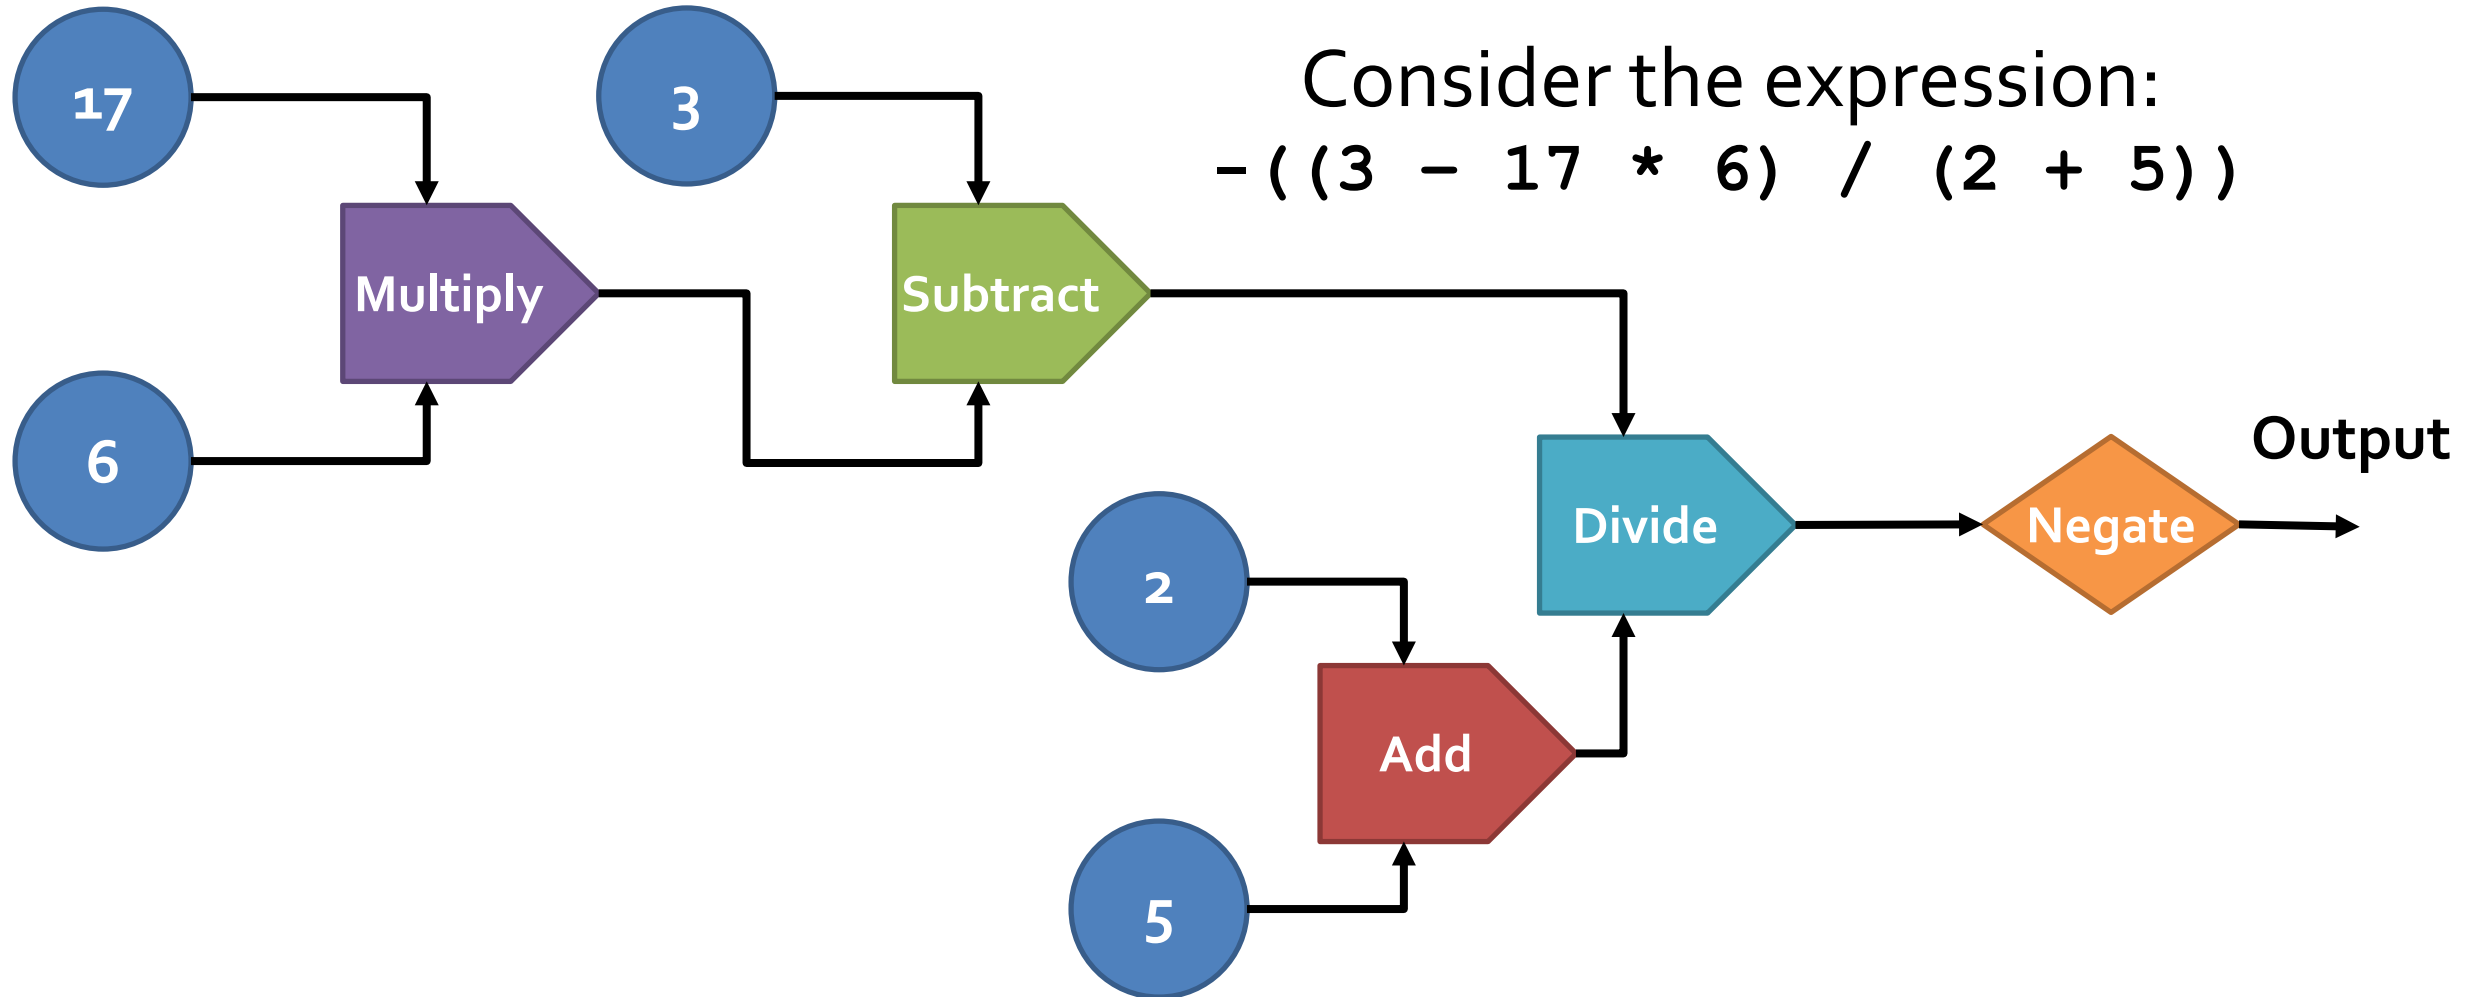 Consider the expression:
-((3 - 17 * 6) / (2 + 5))
17
3
Multiply
Subtract
6
Output
Divide
Negate
2
Add
5